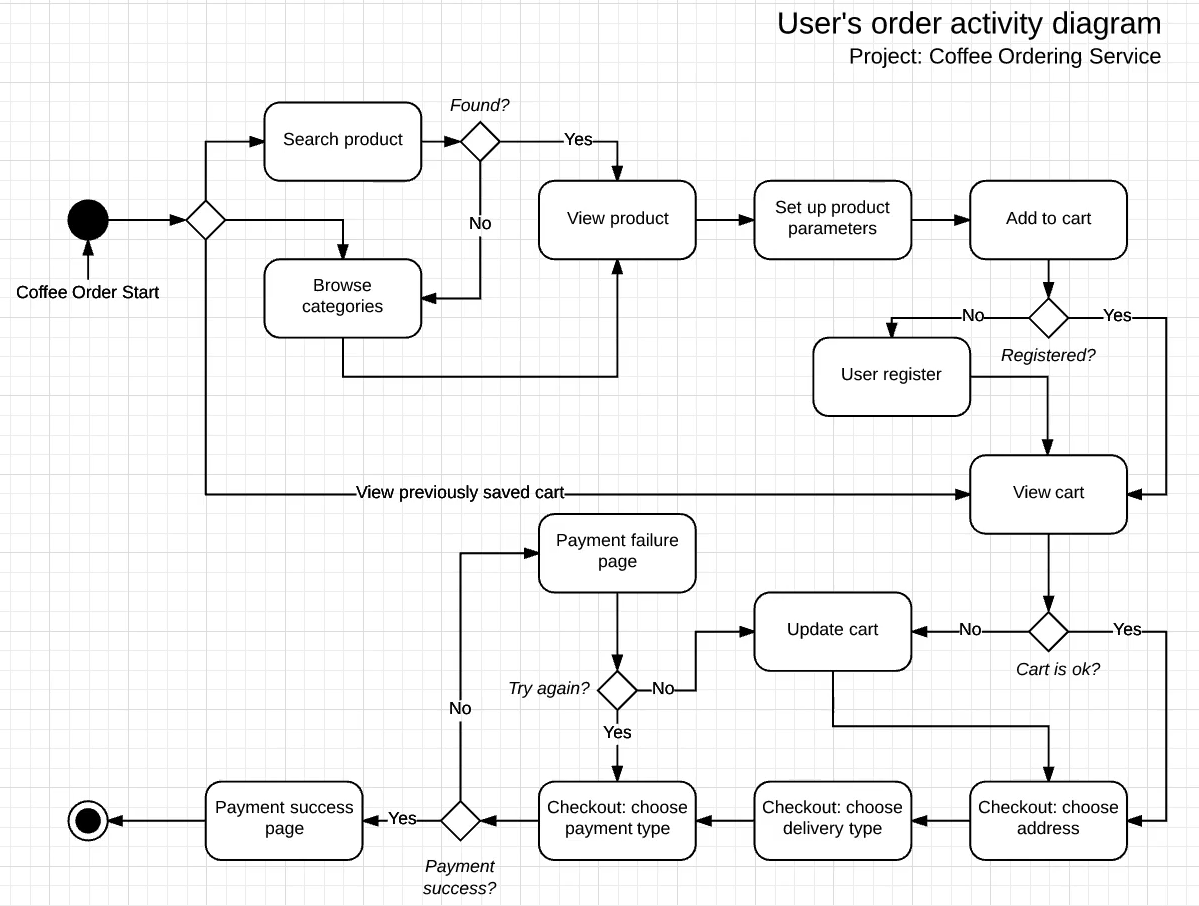 User's order activity diagram
Project: Coffee Ordering Service
Found?
Search product
Yes
No
View product
Set up product
parameters
Add to cart
Coffee Order Start
Browse
categories
No
Yes
Registered?
User register
View previously saved cart
View cart
Payment failure
page
Update cart
No
Yes
Cart is ok?
Try again?
No
No
Yes
Payment success
page
Yes
Checkout: choose
payment type
Checkout: choose
delivery type
Checkout: choose
address
Payment
success?